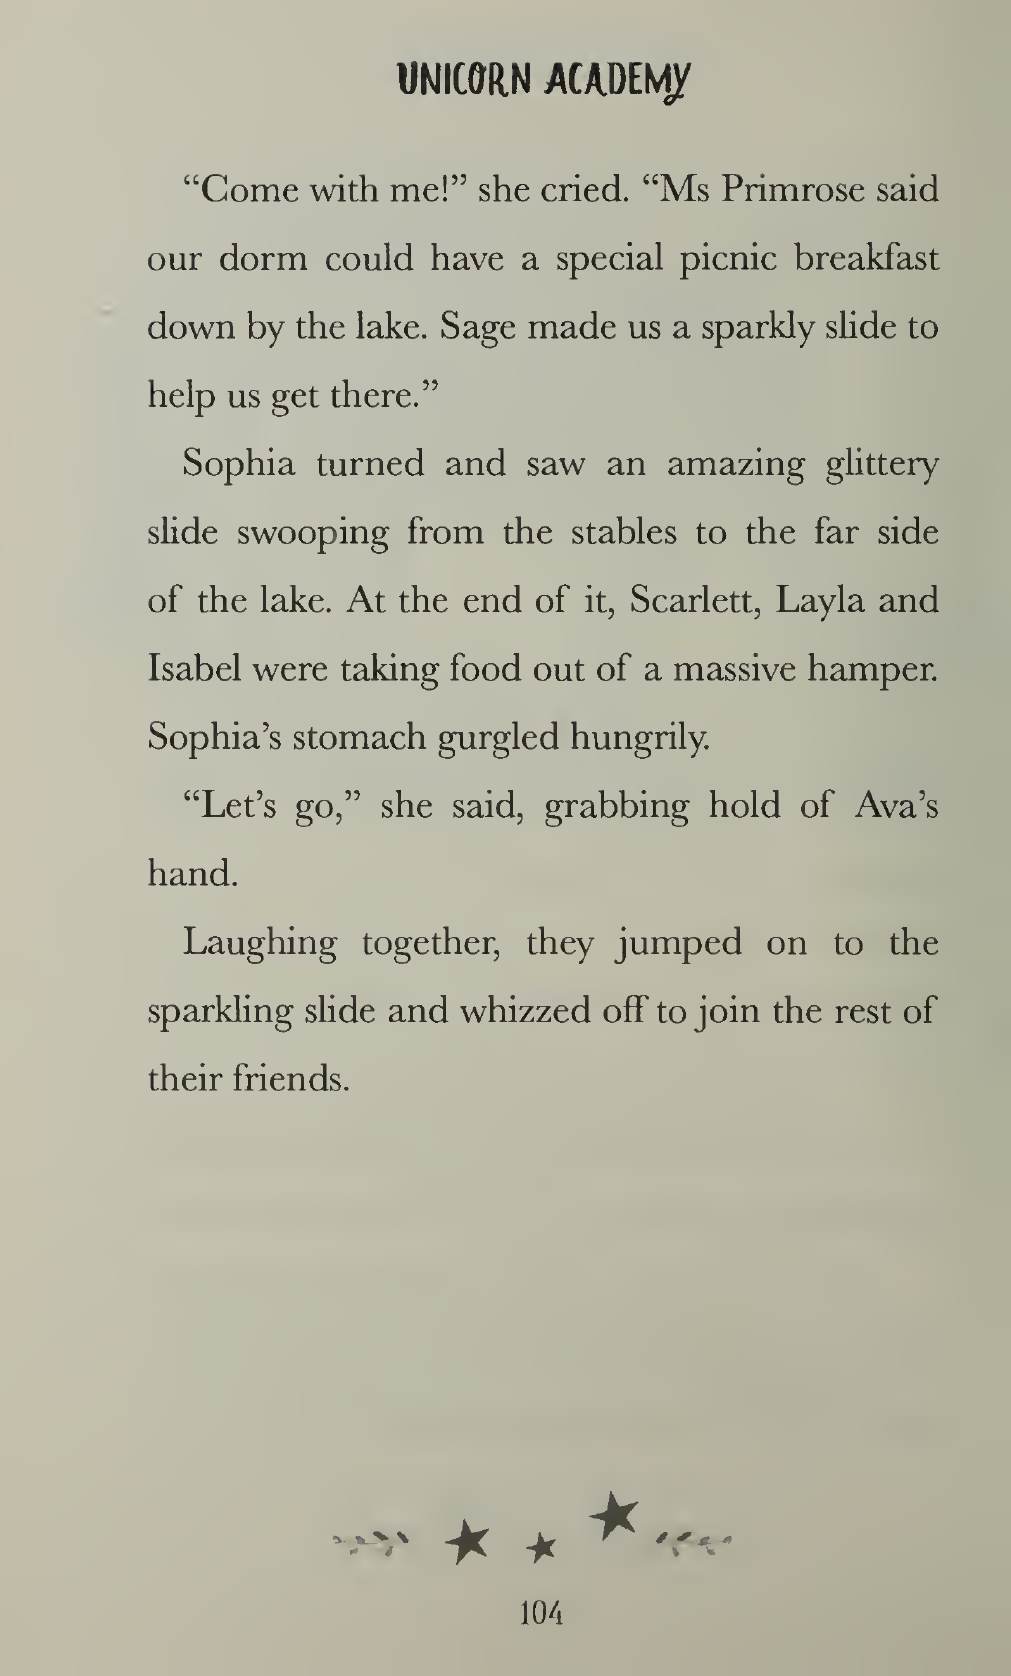 UNICORN ACADEMY
“Come with me!” she cried. “Ms Primrose said
our dorm could have a special picnic breakfast
down by the lake. Sage made us a sparkly slide to
help us get there.”
Sophia turned and saw an amazing glittery
slide swooping from the stables to the far side
of the lake. At the end of it, Scarlett, Layla and
Isabel were taking food out of a massive hamper.
Sophia’s stomach gurgled hungrily.
“Let’s go,” she said, grabbing hold of Ava’s
hand.
Laughing together, they jumped on to the
sparkling slide and whizzed off to join the rest of
their friends.
104